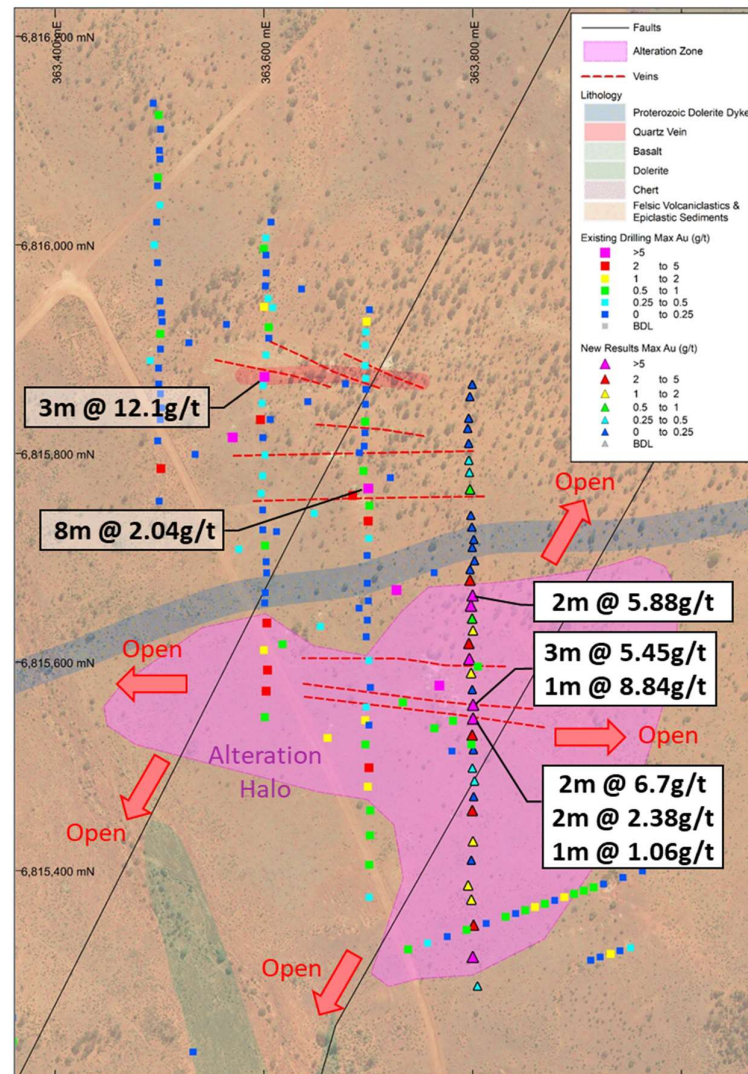 6,816,200 mN
363,400 mE
363,600 mE
363,800 mE
6,816,000 mN
6,815,800 mN
6,815,600 mN
6,815,400 mN
Faults
Alteration Zone
Veins
Lithology
Proterozoic Dolerite Dyke
Quartz Vein
Basalt
Dolerite
Chert
Felsic Volcaniclastics &
Epiclastic Sediments
Existing Drilling Max Au (g/t)
>5
2 to 5
1 to 2
0.5 to 1
0.25 to 0.5
0 to 0.25
BDL
New Results Max Au (g/t)
>5
2 to 5
1 to 2
0.5 to 1
0.25 to 0.5
0 to 0.25
BDL
3m @ 12.1g/t
8m @ 2.04g/t
Open
2m @ 5.88g/t
3m @ 5.45g/t
1m @ 8.84g/t
Open
Open
Alteration
Halo
2m @ 6.7g/t
2m @ 2.38g/t
1m @ 1.06g/t
Open
Open